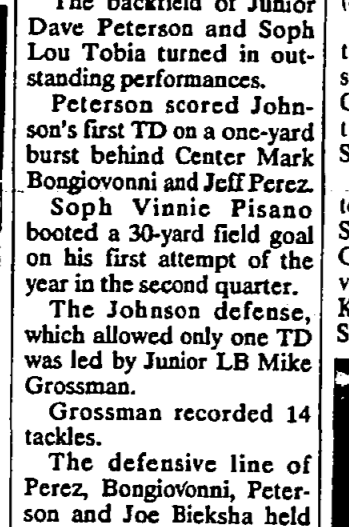 The backfield of Junior
Dave Peterson and Soph
Lou Tobia turned in out-
standing performances.
Peterson scored John-
son's first TD on a one-yard
burst behind Center Mark
Bongiovonni and Jeff Perez.
Soph Vinnie Pisano
booted a 30-yard field goal
on his first attempt of the
year in the second quarter.
The Johnson defense,
which allowed only one TD
was led by Junior LB Mike
Grossman.
Grossman recorded 14
tackles.
The defensive line of
Perez, Bongiovonni, Peter-
son and Joe Bieksha held